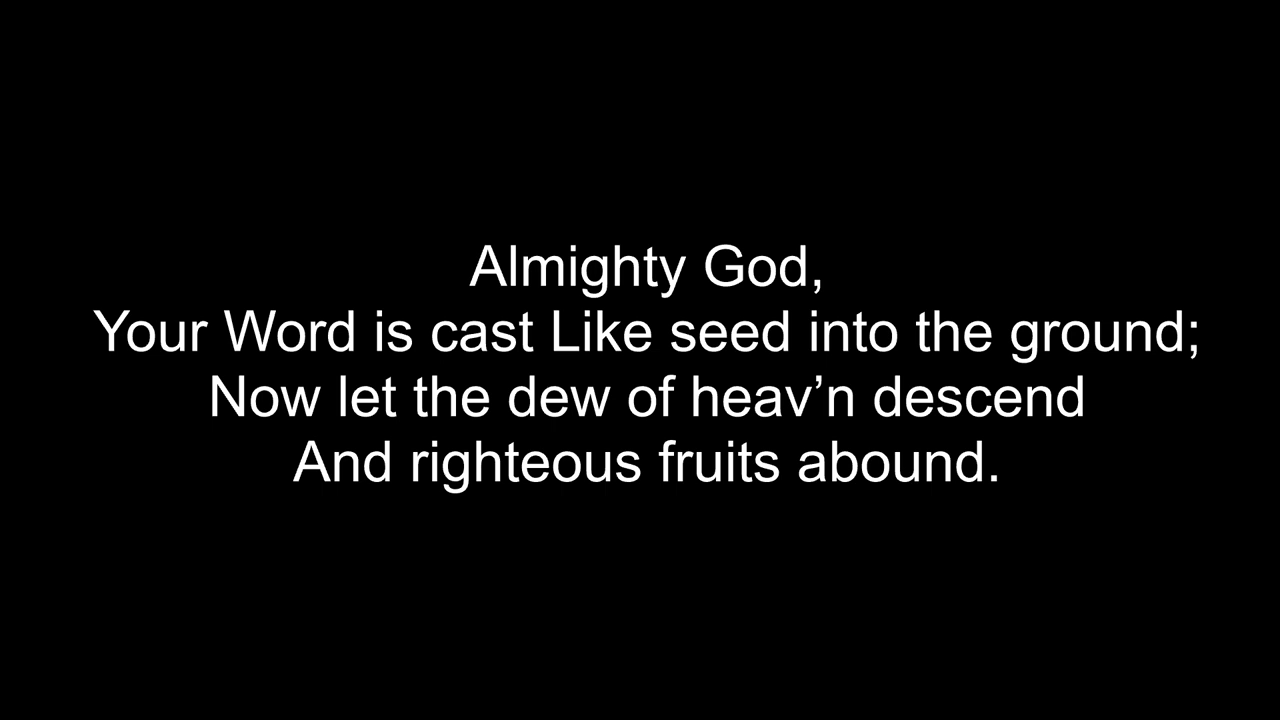 Almighty God,
Your Word is cast Like seed into the ground;
Now let the dew of heav’n descend
And righteous fruits abound.